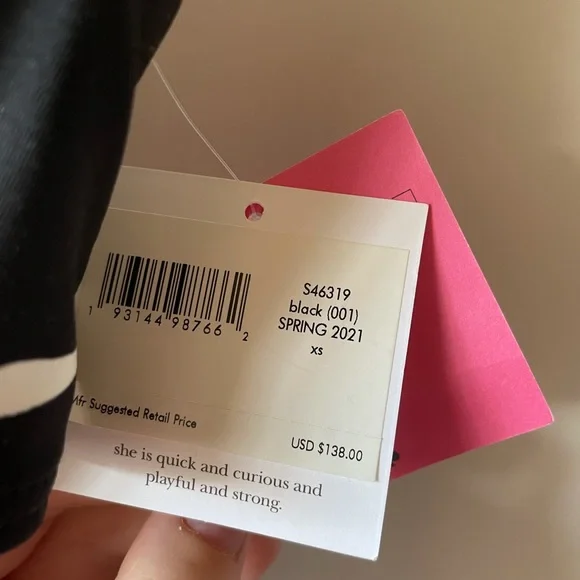 S46319
black (001)
SPRING 2021
xs
1 93144 98766 2
Mfr Suggested Retail Price
USD $138.00
she is quick and curious and
playful and strong.